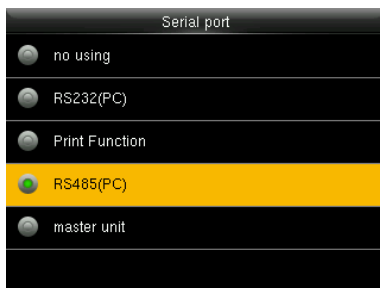 Serial port
no using
RS232(PC)
Print Function
RS485(PC)
master unit